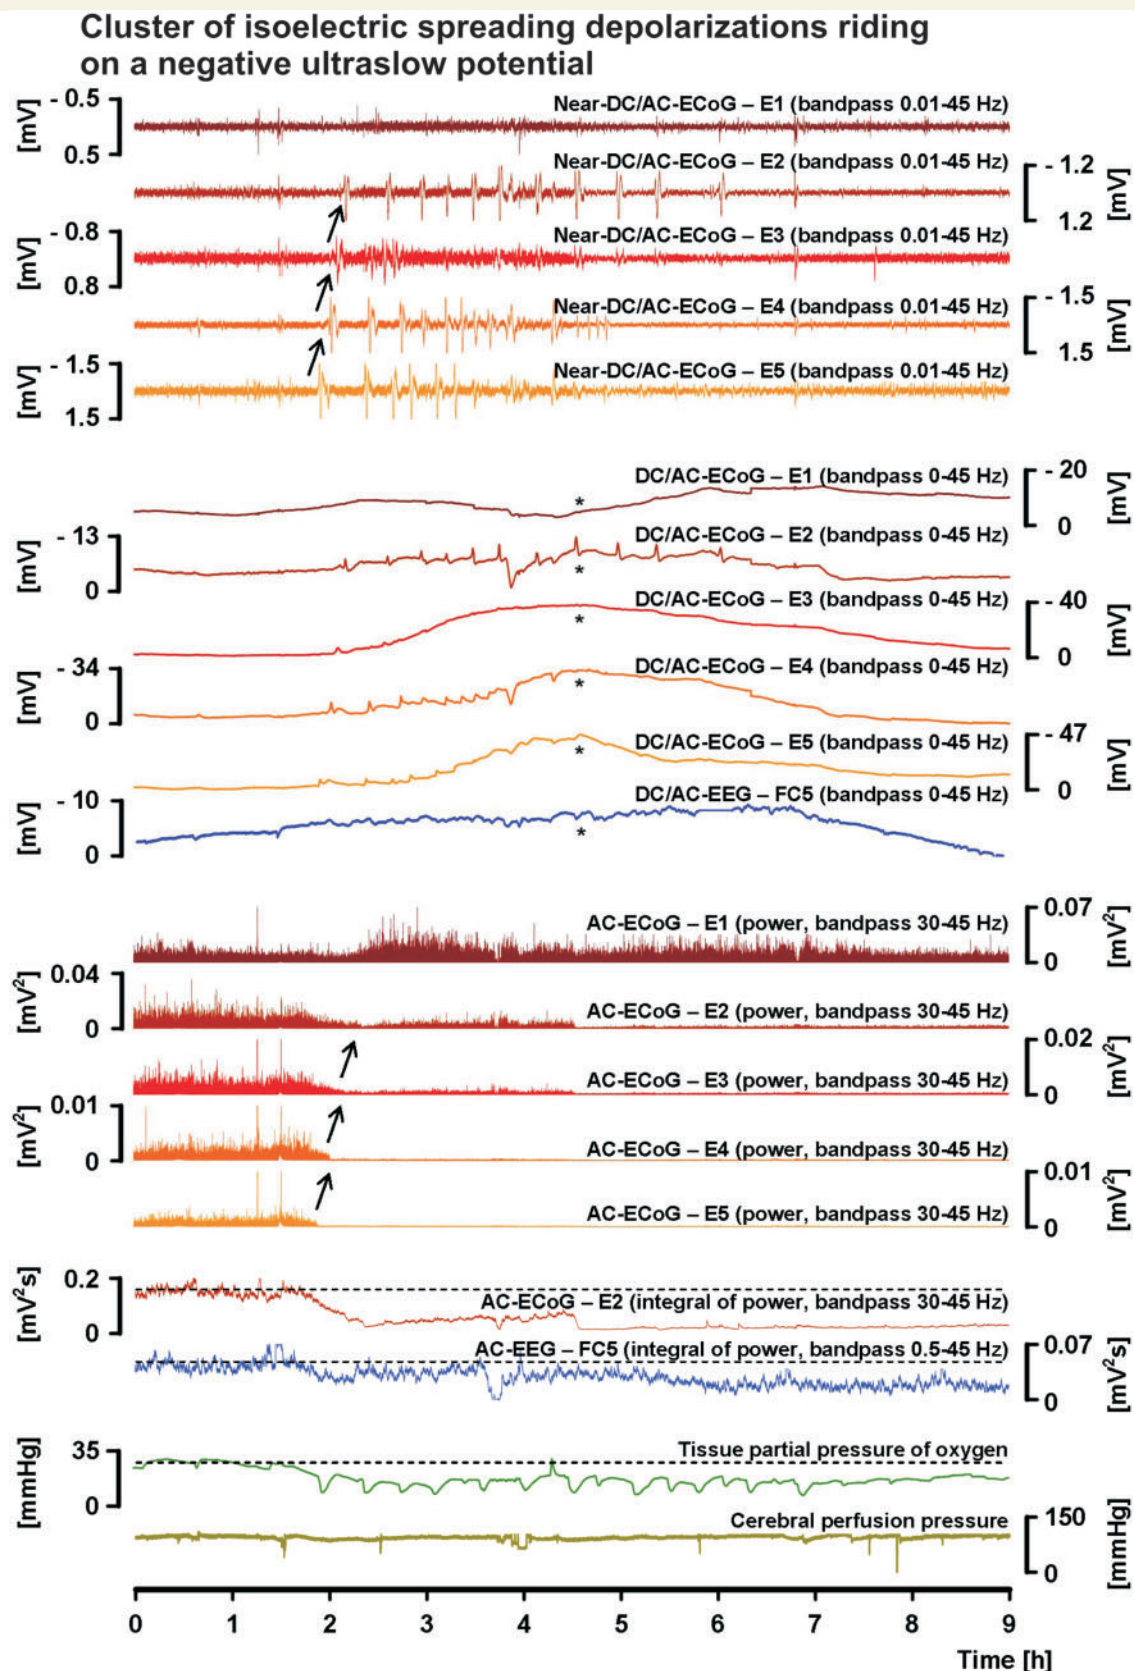 Cluster of isoelectric spreading depolarizations riding
on a negative ultraslow potential
[mV] - 0.5 0.5 Near-DC/AC-ECoG – E1 (bandpass 0.01-45 Hz)
Near-DC/AC-ECoG – E2 (bandpass 0.01-45 Hz) - 1.2 1.2 [mV]
[mV] - 0.8 0.8 Near-DC/AC-ECoG – E3 (bandpass 0.01-45 Hz)
Near-DC/AC-ECoG – E4 (bandpass 0.01-45 Hz) - 1.5 1.5 [mV]
[mV] - 1.5 1.5 Near-DC/AC-ECoG – E5 (bandpass 0.01-45 Hz)
DC/AC-ECoG – E1 (bandpass 0-45 Hz) - 20 0 [mV]
*
[mV] - 13 0 DC/AC-ECoG – E2 (bandpass 0-45 Hz)
*
DC/AC-ECoG – E3 (bandpass 0-45 Hz) - 40 0 [mV]
*
[mV] - 34 0 DC/AC-ECoG – E4 (bandpass 0-45 Hz)
*
DC/AC-ECoG – E5 (bandpass 0-45 Hz) - 47 0 [mV]
*
[mV] - 10 0 DC/AC-EEG – FC5 (bandpass 0-45 Hz)
*
AC-ECoG – E1 (power, bandpass 30-45 Hz) 0.07 0 [mV²]
[mV²] 0.04 0 AC-ECoG – E2 (power, bandpass 30-45 Hz)
AC-ECoG – E3 (power, bandpass 30-45 Hz) 0.02 0 [mV²]
[mV²] 0.01 0 AC-ECoG – E4 (power, bandpass 30-45 Hz)
AC-ECoG – E5 (power, bandpass 30-45 Hz) 0.01 0 [mV²]
[mV²s] 0.2 0 AC-ECoG – E2 (integral of power, bandpass 30-45 Hz)
AC-EEG – FC5 (integral of power, bandpass 0.5-45 Hz) 0.07 0 [mV²s]
[mmHg] 35 0 Tissue partial pressure of oxygen
Cerebral perfusion pressure 150 0 [mmHg]
0 1 2 3 4 5 6 7 8 9
Time [h]